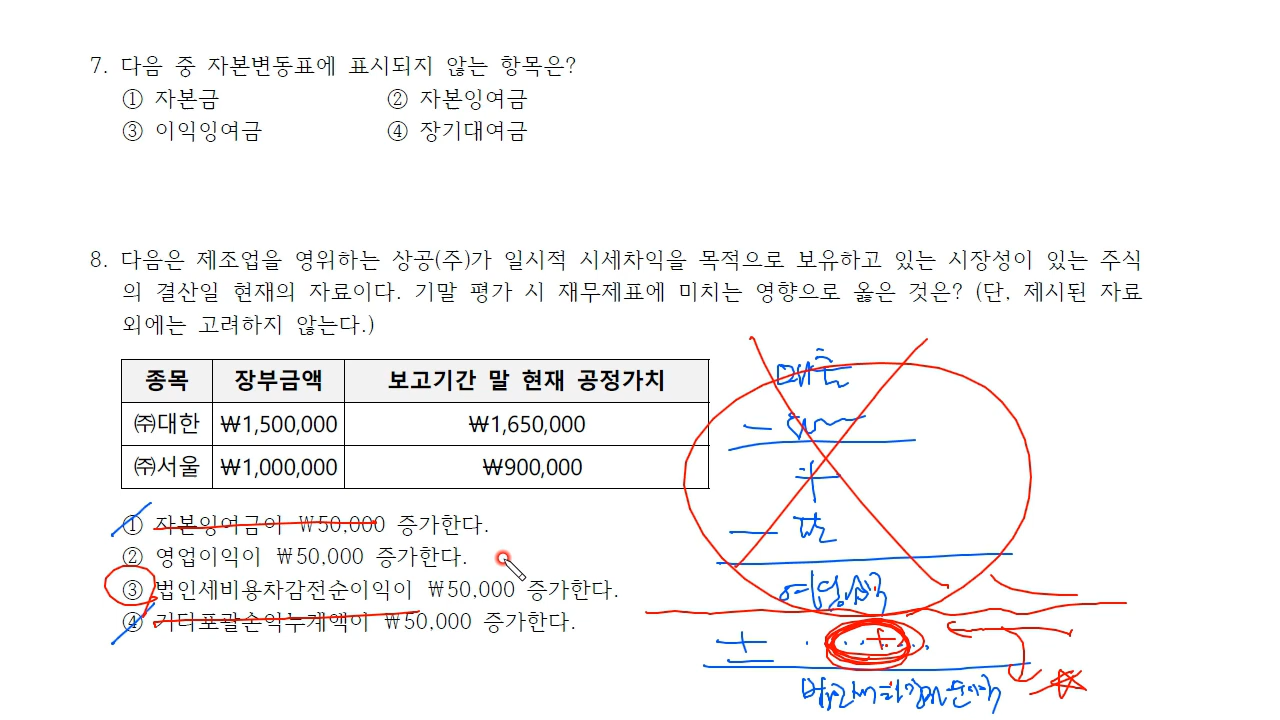 7. 다음 중 자본변동표에 표시되지 않는 항목은?
① 자본금 ② 자본잉여금
③ 이익잉여금 ④ 장기대여금
8. 다음은 제조업을 영위하는 상공(주)가 일시적 시세차익을 목적으로 보유하고 있는 시장성이 있는 주식
의 결산일 현재의 자료이다. 기말 평가 시 재무제표에 미치는 영향으로 옳은 것은? (단, 제시된 자료
외에는 고려하지 않는다.)
종목 장부금액 보고기간 말 현재 공정가치
㈜대한 ₩1,500,000 ₩1,650,000
㈜서울 ₩1,000,000 ₩900,000
① 자본잉여금이 ₩50,000 증가한다.
② 영업이익이 ₩50,000 증가한다.
③ 법인세비용차감전순이익이 ₩50,000 증가한다.
④ 기타포괄손익누계액이 ₩50,000 증가한다.
매출